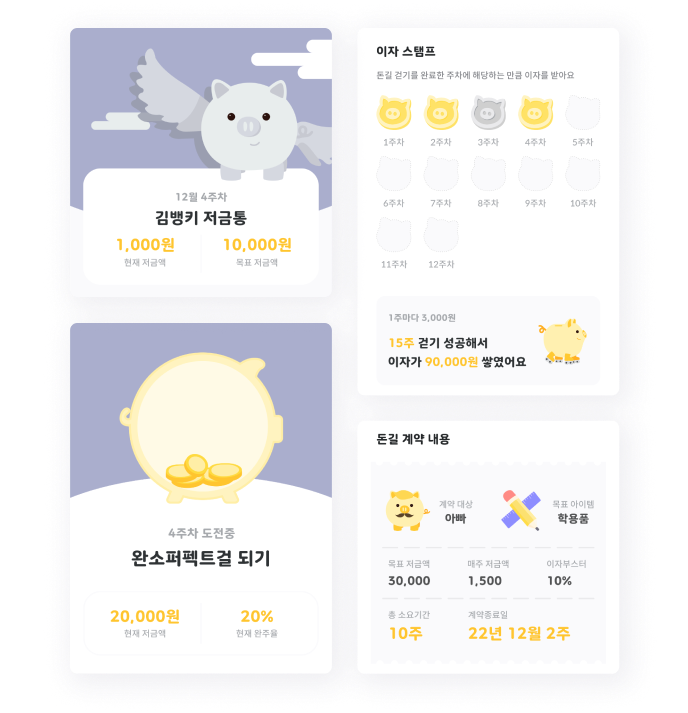 12월 4주차
김뱅키 저금통
1,000원
10,000원
현재 저금액
목표 저금액
4주차 도전중
완소퍼펙트걸 되기
20,000원
20%
현재 저금액
현재 완주율
이자 스탬프
돈길 걷기를 완료한 주차에 해당하는 만큼 이자를 받아요
1주차 2주차 3주차 4주차 5주차
6주차 7주차 8주차 9주차 10주차
11주차 12주차
1주마다 3,000원
15주 걷기 성공해서
이자가 90,000원 쌓였어요
돈길 계약 내용
계약 대상
아빠
목표 아이템
학용품
목표 저금액 매주 저금액 이자부스터
30,000 1,500 10%
총 소요기간 계약종료일
10주 22년 12월 2주